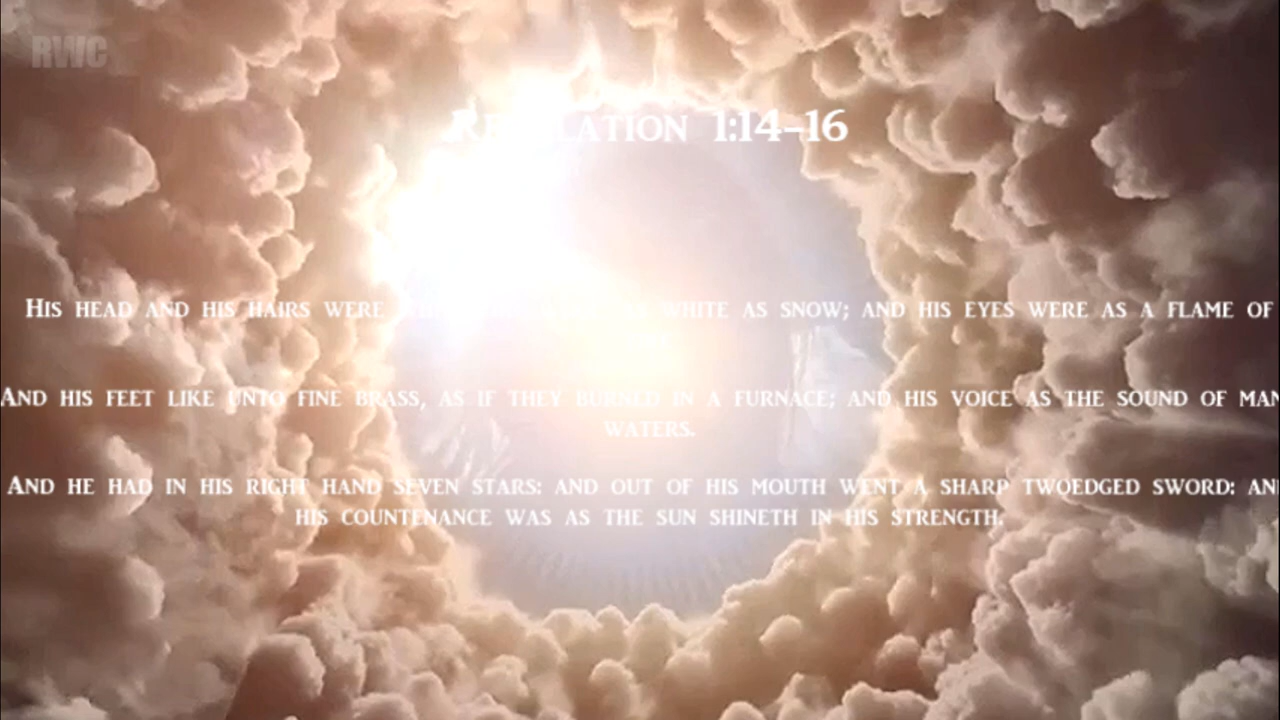 RWC
Revelation 1:14-16
His head and his hairs were white as snow; and his eyes were as a flame of
And his feet like unto fine brass, as if they burned in a furnace; and his voice as the sound of man
waters.
And he had in his right hand seven stars: and out of his mouth went a sharp twoedged sword: an
his countenance was as the sun shineth in his strength.